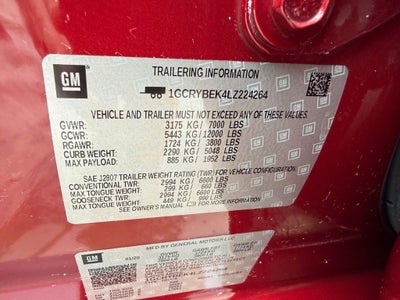 GM
TRAILERING INFORMATION
1GCRYBEK4LZ224264
VEHICLE AND TRAILER MUST NOT EXCEED ANY OF THESE VALUES
GVWR: 3175 KG / 7000 LBS
GCWR: 5443 KG / 12000 LBS
RGAWR: 1724 KG / 3800 LBS
CURB WEIGHT: 2290 KG / 5048 LBS
MAX PAYLOAD: 885 KG / 1952 LBS
SAE J2807 TRAILER WEIGHT RATING (TWR) FOR VEHICLE CONFIGURATION
CONVENTIONAL TWR: 2994 KG / 6600 LBS
MAX TONGUE WEIGHT: 299 KG / 660 LBS
GOOSENECK TWR: 2994 KG / 6600 LBS
MAX TONGUE WEIGHT: 449 KG / 990 LBS
SEE OWNER'S MANUAL FOR MORE INFORMATION
GM
MFD BY GENERAL MOTORS LLC
01/20